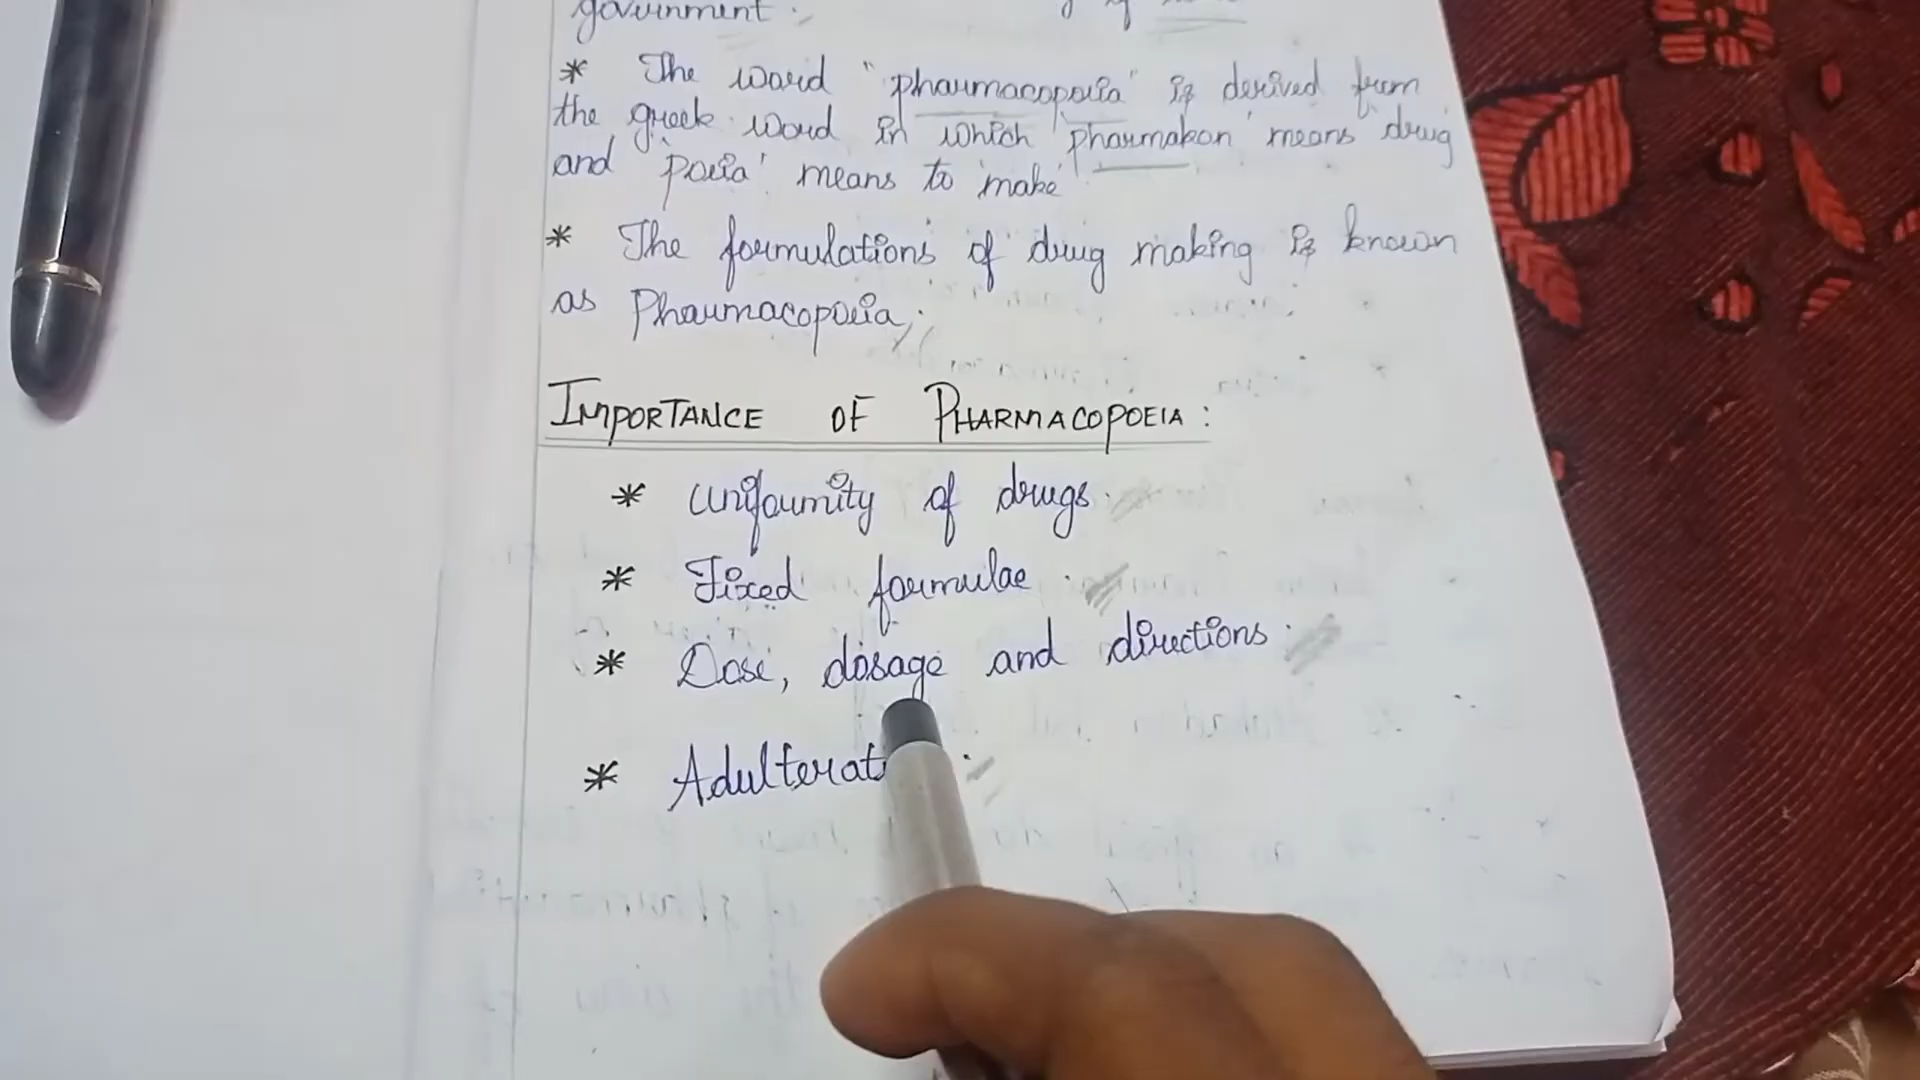 government.
* The word "pharmacopoeia" is derived from
the greek word in which 'pharmakon' means 'drug
and 'poeia' means to 'make'
* The formulations of drug making is known
as Pharmacopoeia.
IMPORTANCE OF PHARMACOPOEIA:
* Uniformity of drugs.
* Fixed formulae.
* Dose, dosage and directions.
* Adulterat